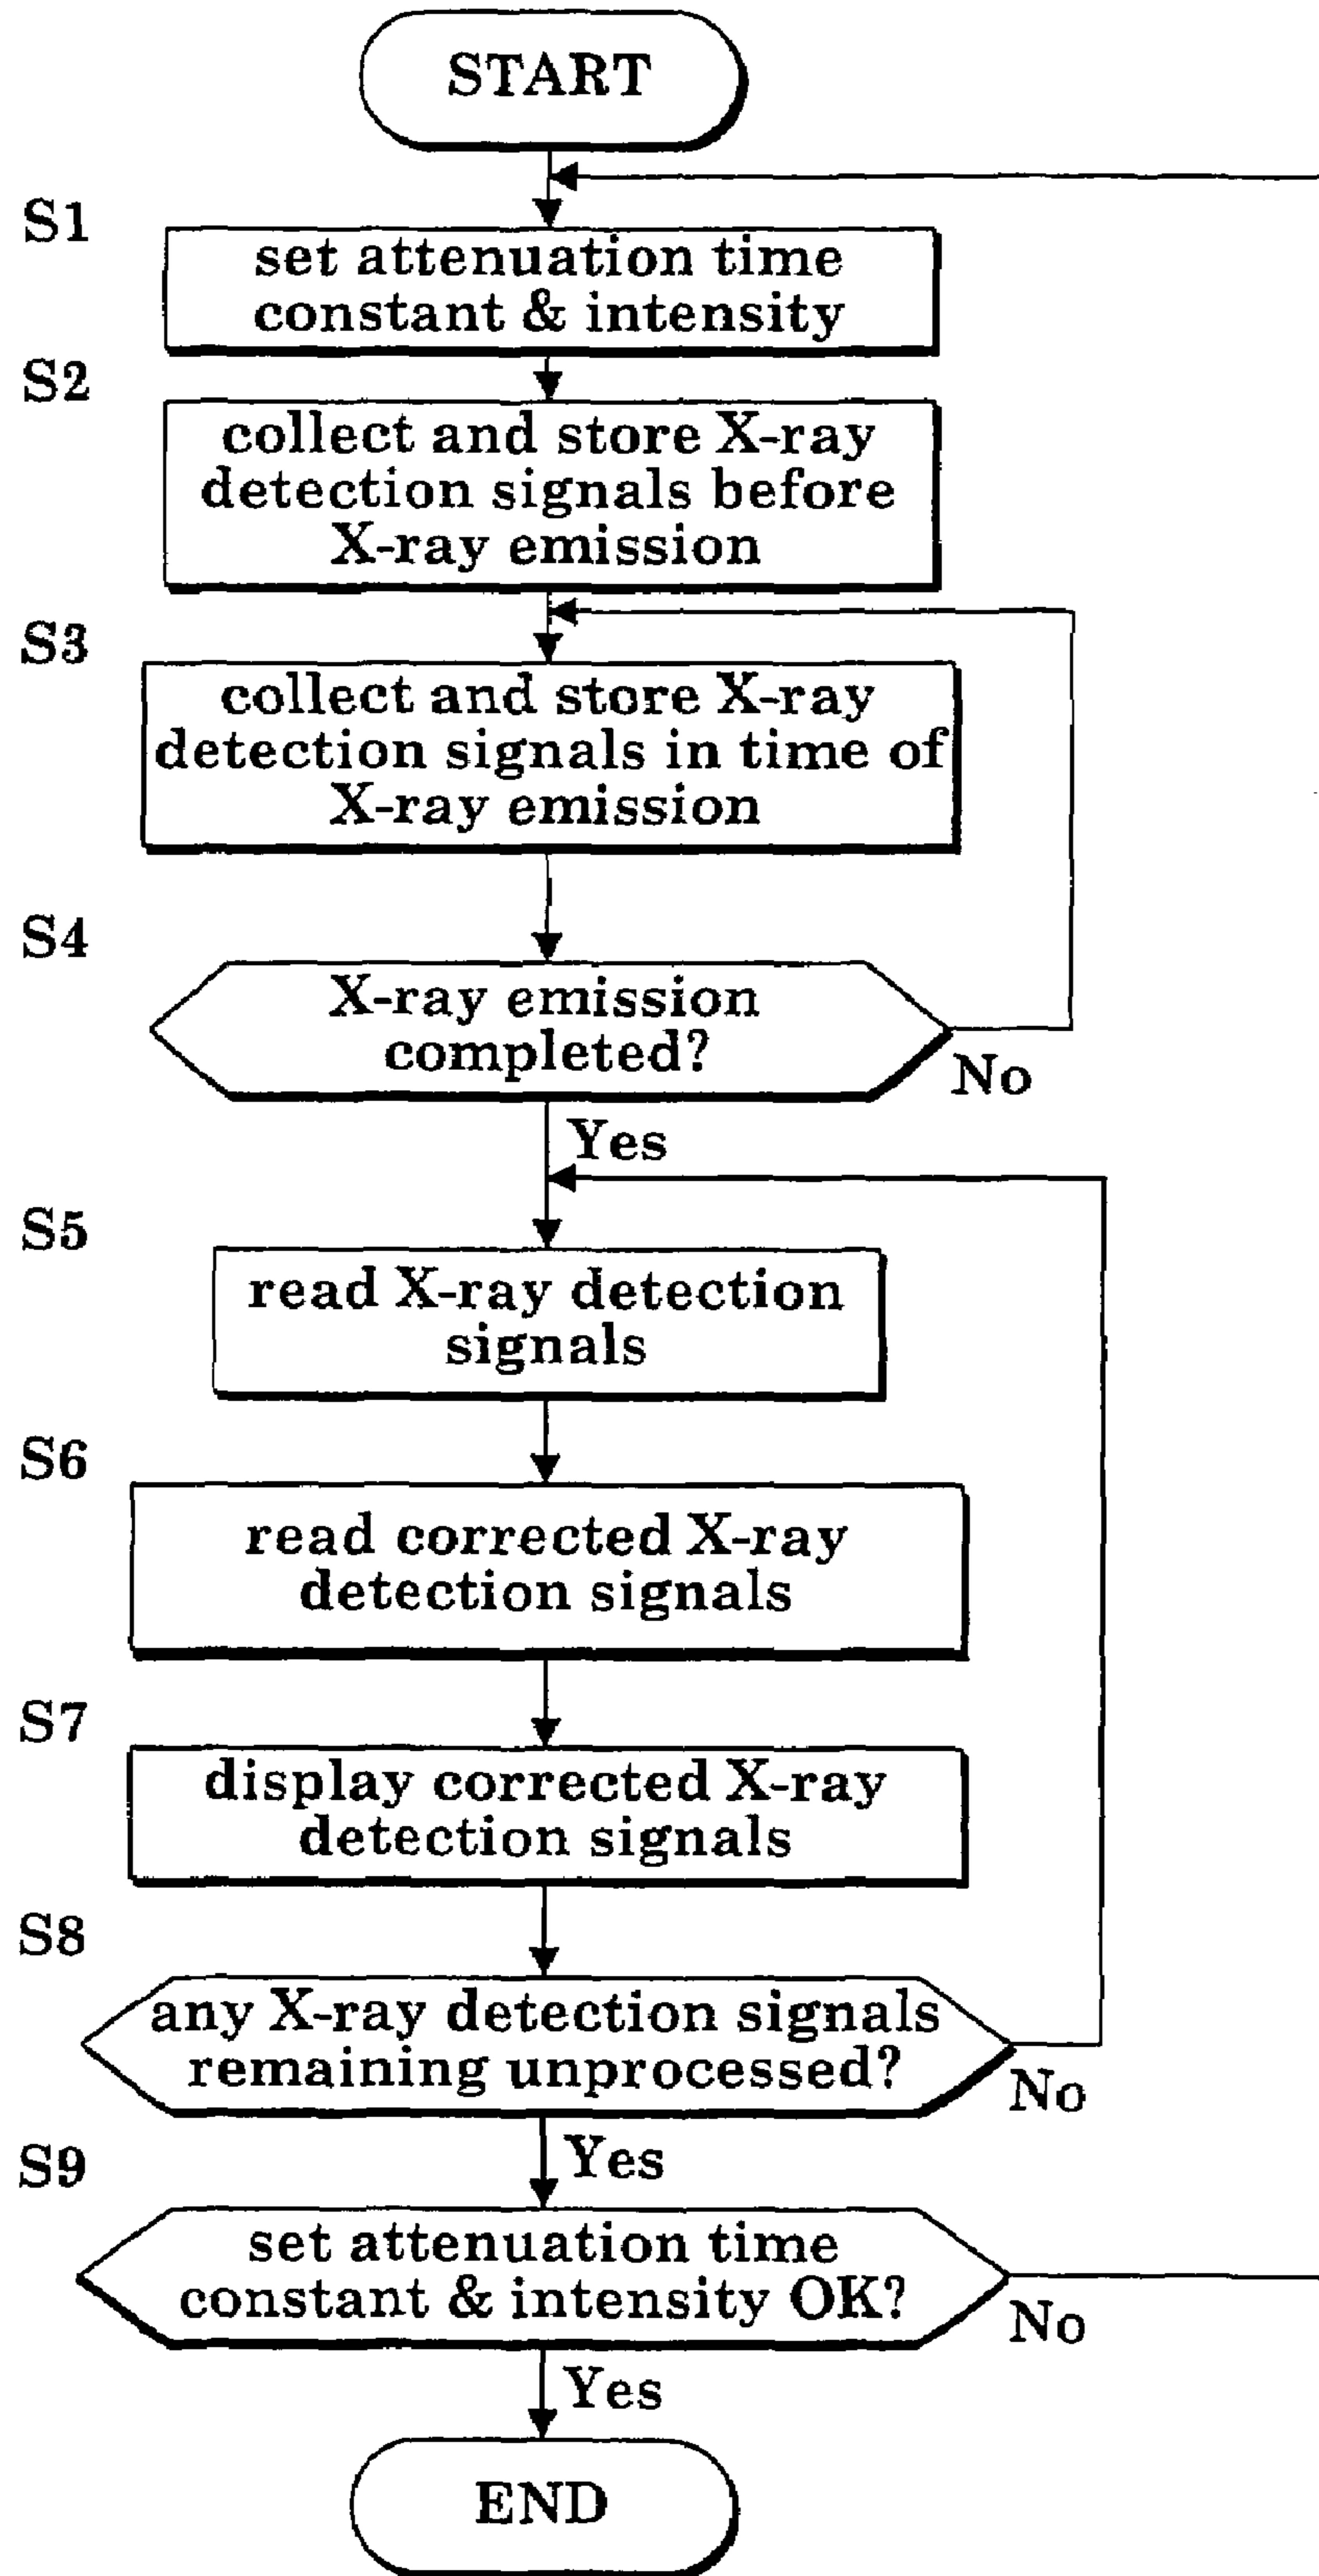 START
S1
set attenuation time
constant & intensity
S2
collect and store X-ray
detection signals before
X-ray emission
S3
collect and store X-ray
detection signals in time of
X-ray emission
S4
X-ray emission
completed?
No
Yes
S5
read X-ray detection
signals
S6
read corrected X-ray
detection signals
S7
display corrected X-ray
detection signals
S8
any X-ray detection signals
remaining unprocessed?
No
Yes
S9
set attenuation time
constant & intensity OK?
No
Yes
END